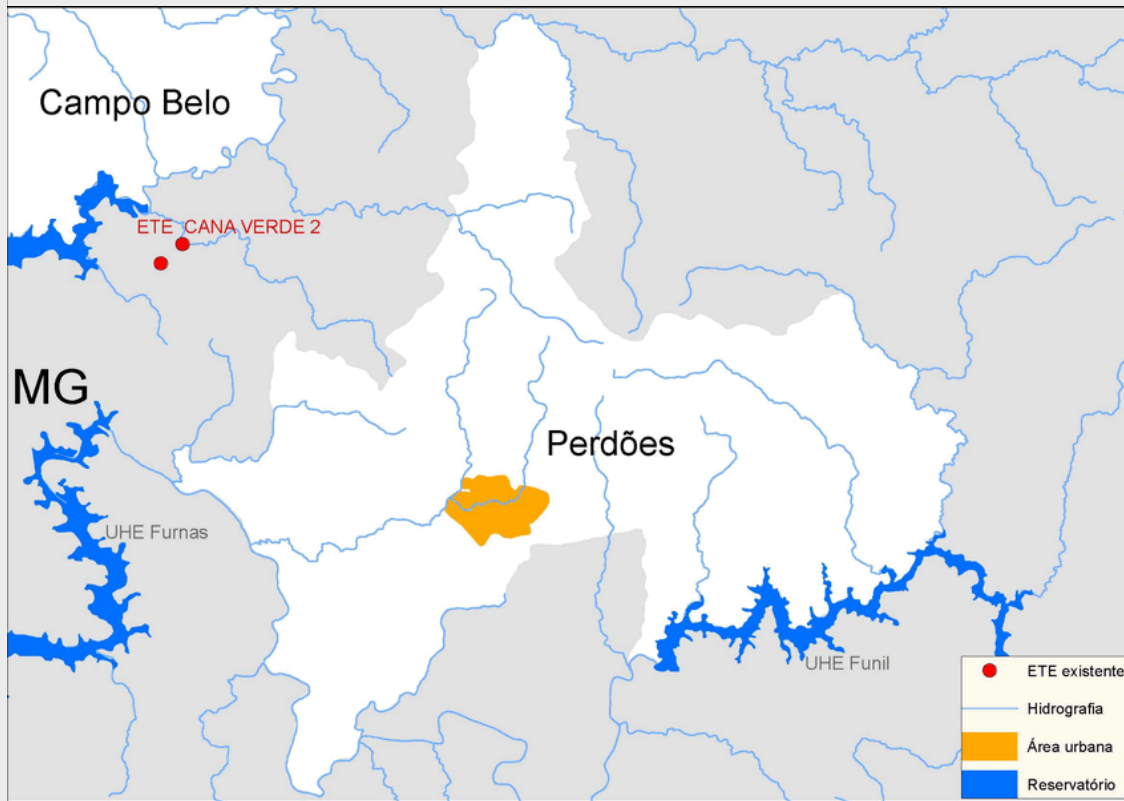 Campo Belo
ETE CANA VERDE 2
MG
Perdões
UHE Furnas
UHE Funil
ETE existente
Hidrografia
Área urbana
Reservatório